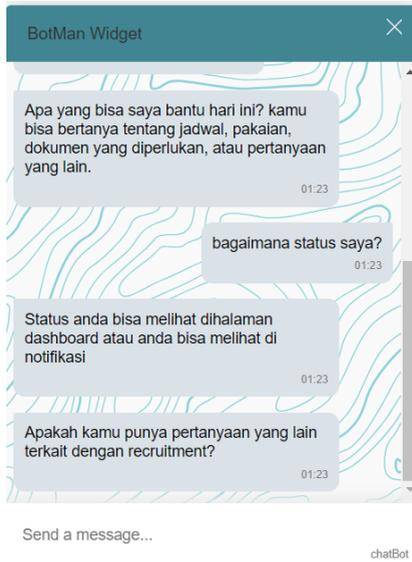 BotMan Widget
Apa yang bisa saya bantu hari ini? kamu
bisa bertanya tentang jadwal, pakaian,
dokumen yang diperlukan, atau pertanyaan
yang lain.
01:23
bagaimana status saya?
01:23
Status anda bisa melihat dihalaman
dashboard atau anda bisa melihat di
notifikasi
01:23
Apakah kamu punya pertanyaan yang lain
terkait dengan recruitment?
01:23
Send a message...
chatBot